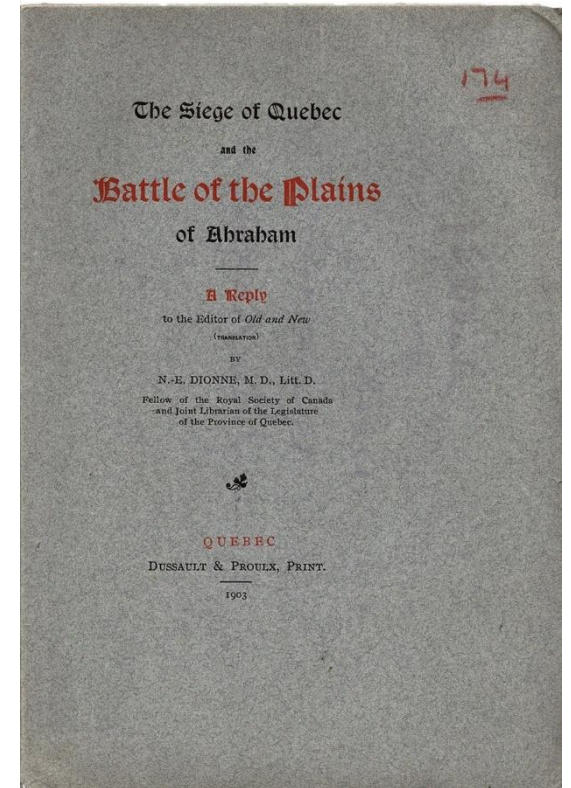 174
The Siege of Quebec
and the
Battle of the Plains
of Abraham
A Reply
to the Editor of Old and New
(TRANSLATION)
BY
N.-E. DIONNE, M. D., Litt. D.
Fellow of the Royal Society of Canada
and Joint Librarian of the Legislature
of the Province of Quebec.
QUEBEC
DUSSAULT & PROULX, PRINT.
1903